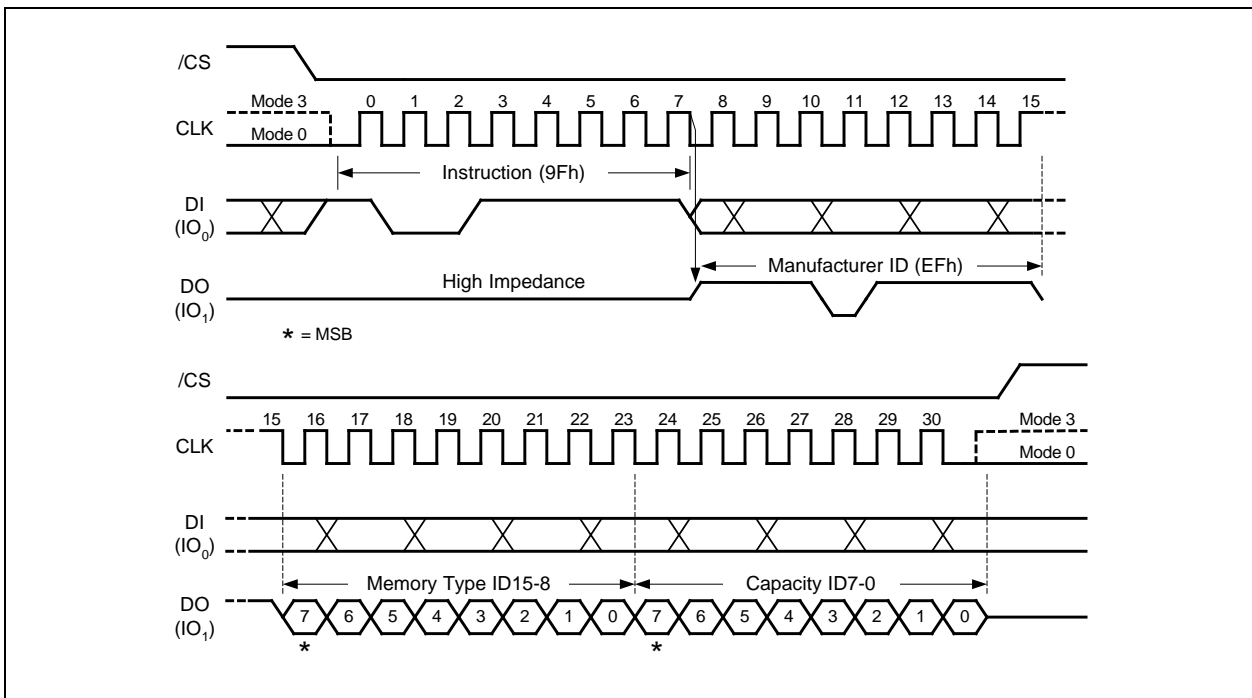 /CS
Mode 3 0 1 2 3 4 5 6 7 8 9 10 11 12 13 14 15
CLK
Mode 0
Instruction (9Fh)
DI
(IO₀)
Manufacturer ID (EFh)
DO
(IO₁)
High Impedance
* = MSB
/CS
15 16 17 18 19 20 21 22 23 24 25 26 27 28 29 30
Mode 3
CLK
Mode 0
DI
(IO₀)
Memory Type ID15-8 Capacity ID7-0
DO
(IO₁)
7 6 5 4 3 2 1 0 7 6 5 4 3 2 1 0
* *